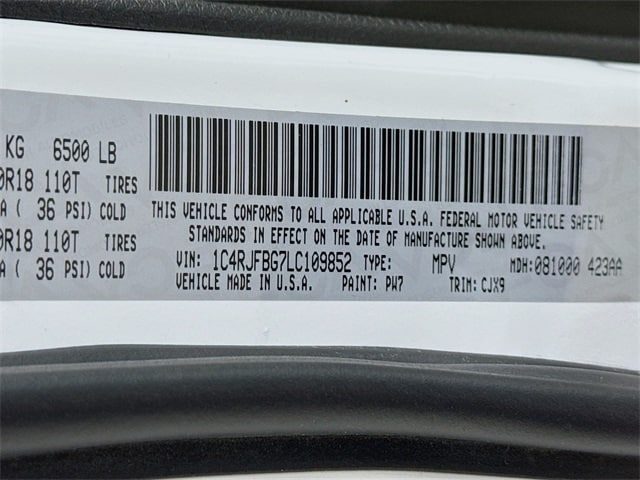 KG 6500 LB
0R18 110T TIRES
A ( 36 PSI) COLD
0R18 110T TIRES
A ( 36 PSI) COLD
THIS VEHICLE CONFORMS TO ALL APPLICABLE U.S.A. FEDERAL MOTOR VEHICLE SAFETY
STANDARDS IN EFFECT ON THE DATE OF MANUFACTURE SHOWN ABOVE.
VIN: 1C4RJFBG7LC109852 TYPE: MPV MDH:081000 423AA
VEHICLE MADE IN U.S.A. PAINT: PW7 TRIM: CJX9